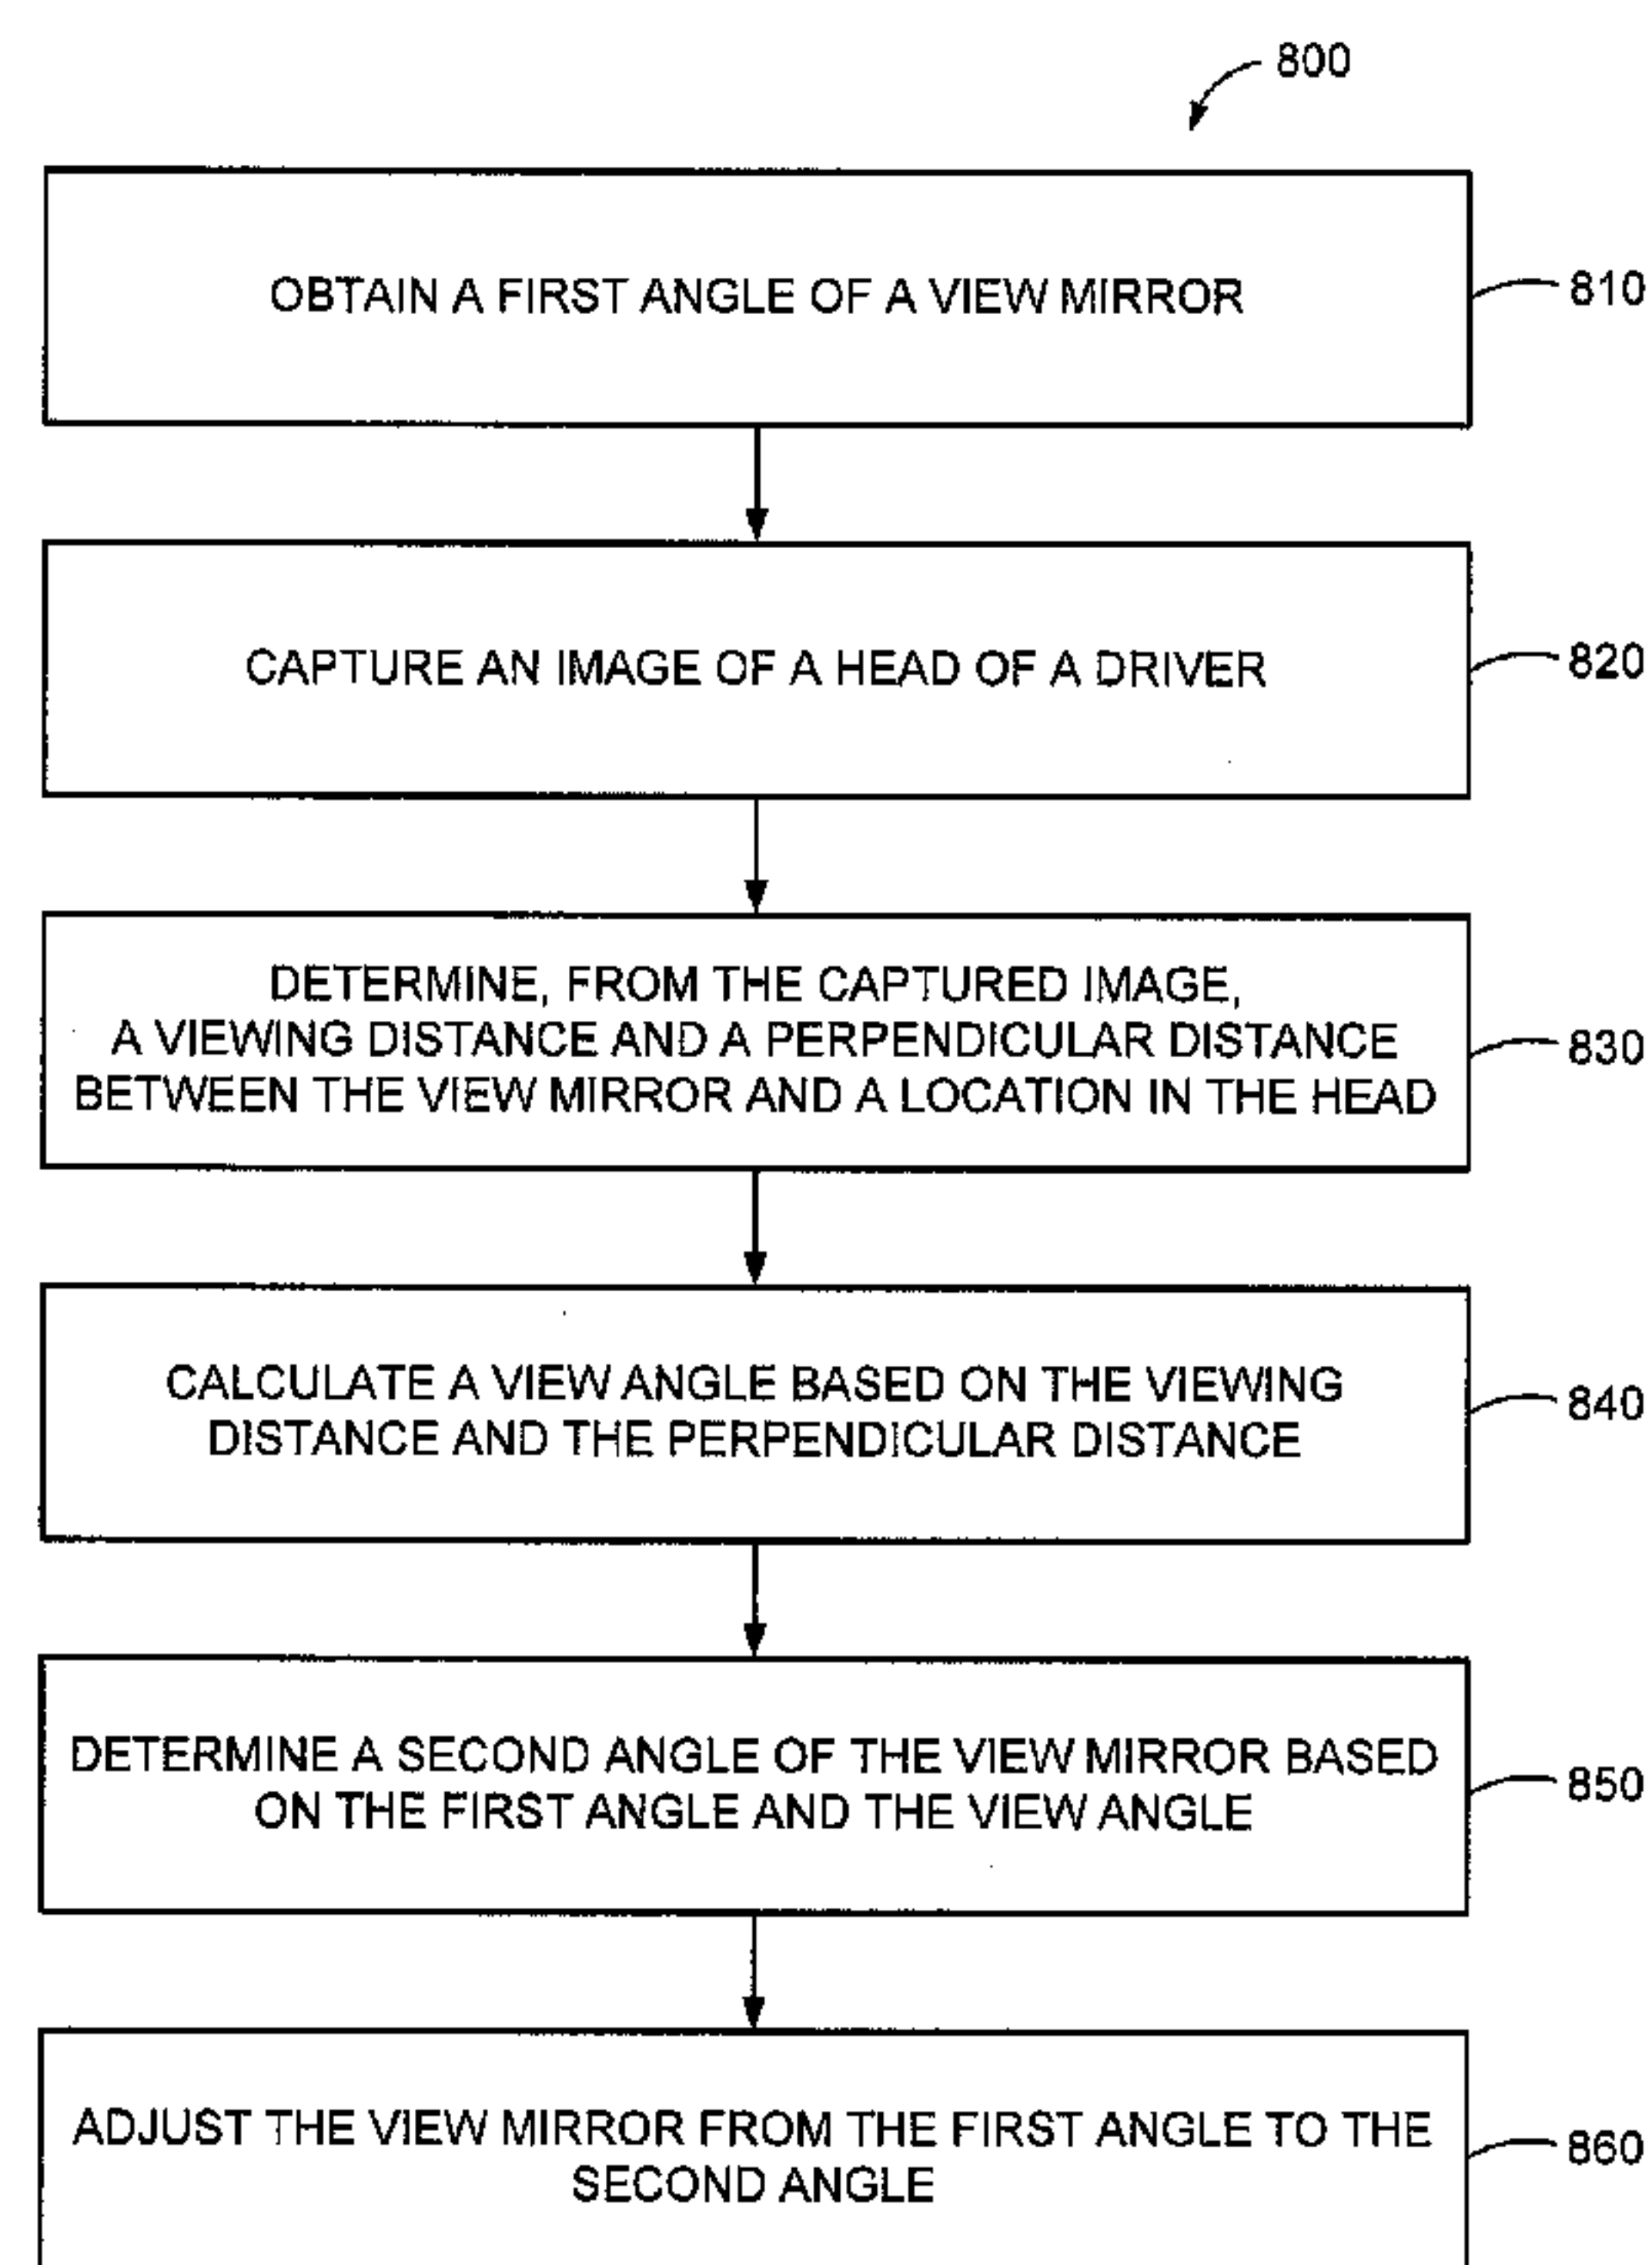 800
OBTAIN A FIRST ANGLE OF A VIEW MIRROR
810
CAPTURE AN IMAGE OF A HEAD OF A DRIVER
820
DETERMINE, FROM THE CAPTURED IMAGE,
A VIEWING DISTANCE AND A PERPENDICULAR DISTANCE
BETWEEN THE VIEW MIRROR AND A LOCATION IN THE HEAD
830
CALCULATE A VIEW ANGLE BASED ON THE VIEWING
DISTANCE AND THE PERPENDICULAR DISTANCE
840
DETERMINE A SECOND ANGLE OF THE VIEW MIRROR BASED
ON THE FIRST ANGLE AND THE VIEW ANGLE
850
ADJUST THE VIEW MIRROR FROM THE FIRST ANGLE TO THE
SECOND ANGLE
860